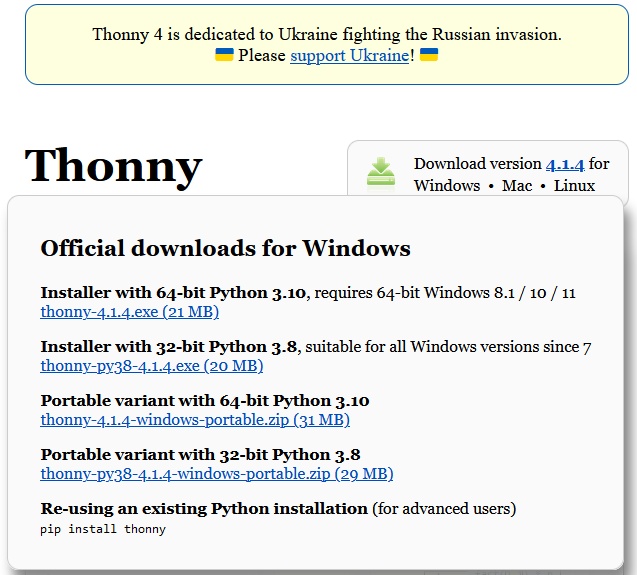 Thonny 4 is dedicated to Ukraine fighting the Russian invasion.
Please support Ukraine!
Thonny
Download version 4.1.4 for
Windows • Mac • Linux
Official downloads for Windows
Installer with 64-bit Python 3.10, requires 64-bit Windows 8.1 / 10 / 11
thonny-4.1.4.exe (21 MB)
Installer with 32-bit Python 3.8, suitable for all Windows versions since 7
thonny-py38-4.1.4.exe (20 MB)
Portable variant with 64-bit Python 3.10
thonny-4.1.4-windows-portable.zip (31 MB)
Portable variant with 32-bit Python 3.8
thonny-py38-4.1.4-windows-portable.zip (29 MB)
Re-using an existing Python installation (for advanced users)
pip install thonny